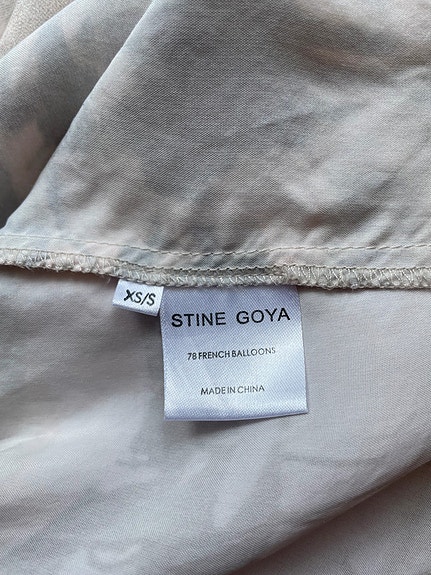 XS/S
STINE GOYA
78 FRENCH BALLOONS
MADE IN CHINA